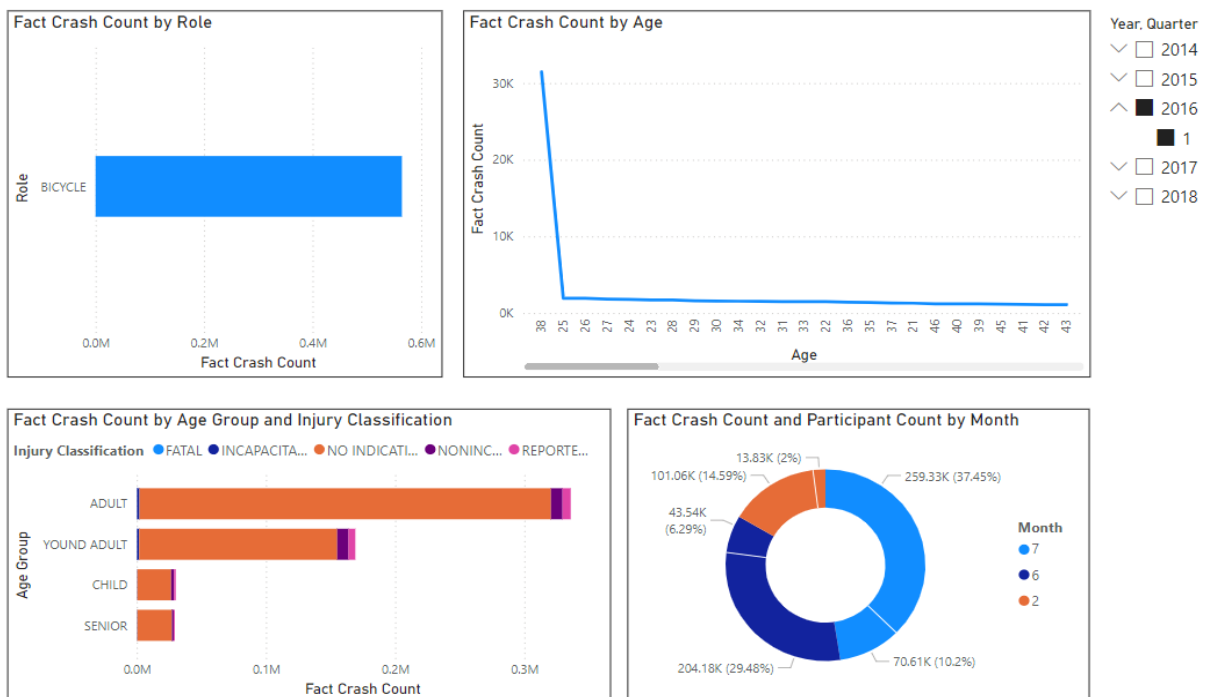 Fact Crash Count by Role
Role
BICYCLE
0.0M 0.2M 0.4M 0.6M
Fact Crash Count
Fact Crash Count by Age
Fact Crash Count
30K
20K
10K
0K
38 25 26 27 24 23 28 29 30 34 32 31 33 22 36 35 37 21 46 40 39 45 41 42 43
Age
Year, Quarter
2014
2015
2016
1
2017
2018
Fact Crash Count by Age Group and Injury Classification
Injury Classification FATAL INCAPACITA... NO INDICATI... NONINC... REPORTE...
Age Group
ADULT
YOUND ADULT
CHILD
SENIOR
0.0M 0.1M 0.2M 0.3M
Fact Crash Count
Fact Crash Count and Participant Count by Month
13.83K (2%)
101.06K (14.59%)
259.33K (37.45%)
43.54K
(6.29%)
204.18K (29.48%)
70.61K (10.2%)
Month
7
6
2